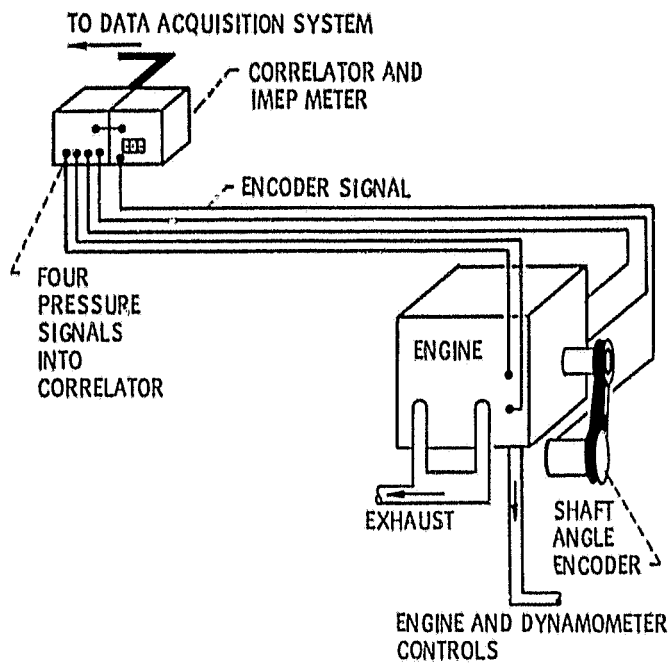 TO DATA ACQUISITION SYSTEM
CORRELATOR AND
IMEP METER
ENCODER SIGNAL
FOUR
PRESSURE
SIGNALS
INTO
CORRELATOR
ENGINE
EXHAUST
SHAFT
ANGLE
ENCODER
ENGINE AND DYNAMOMETER
CONTROLS